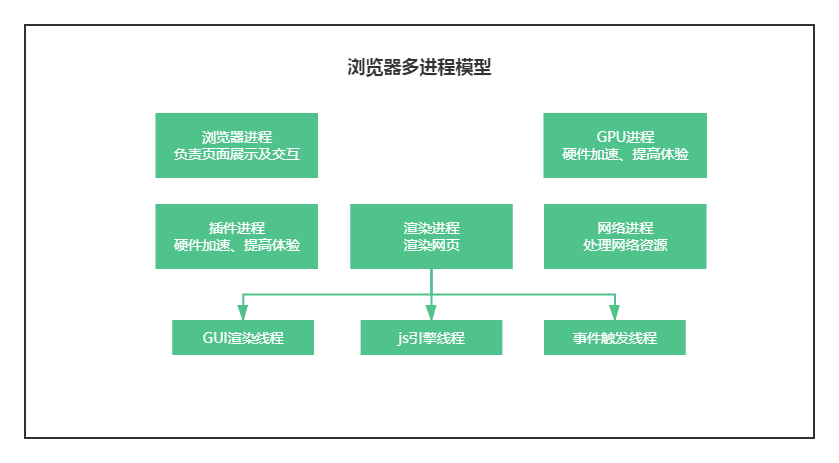 浏览器多进程模型
浏览器进程
负责页面展示及交互
GPU进程
硬件加速、提高体验
插件进程
硬件加速、提高体验
渲染进程
渲染网页
网络进程
处理网络资源
GUI渲染线程
js引擎线程
事件触发线程